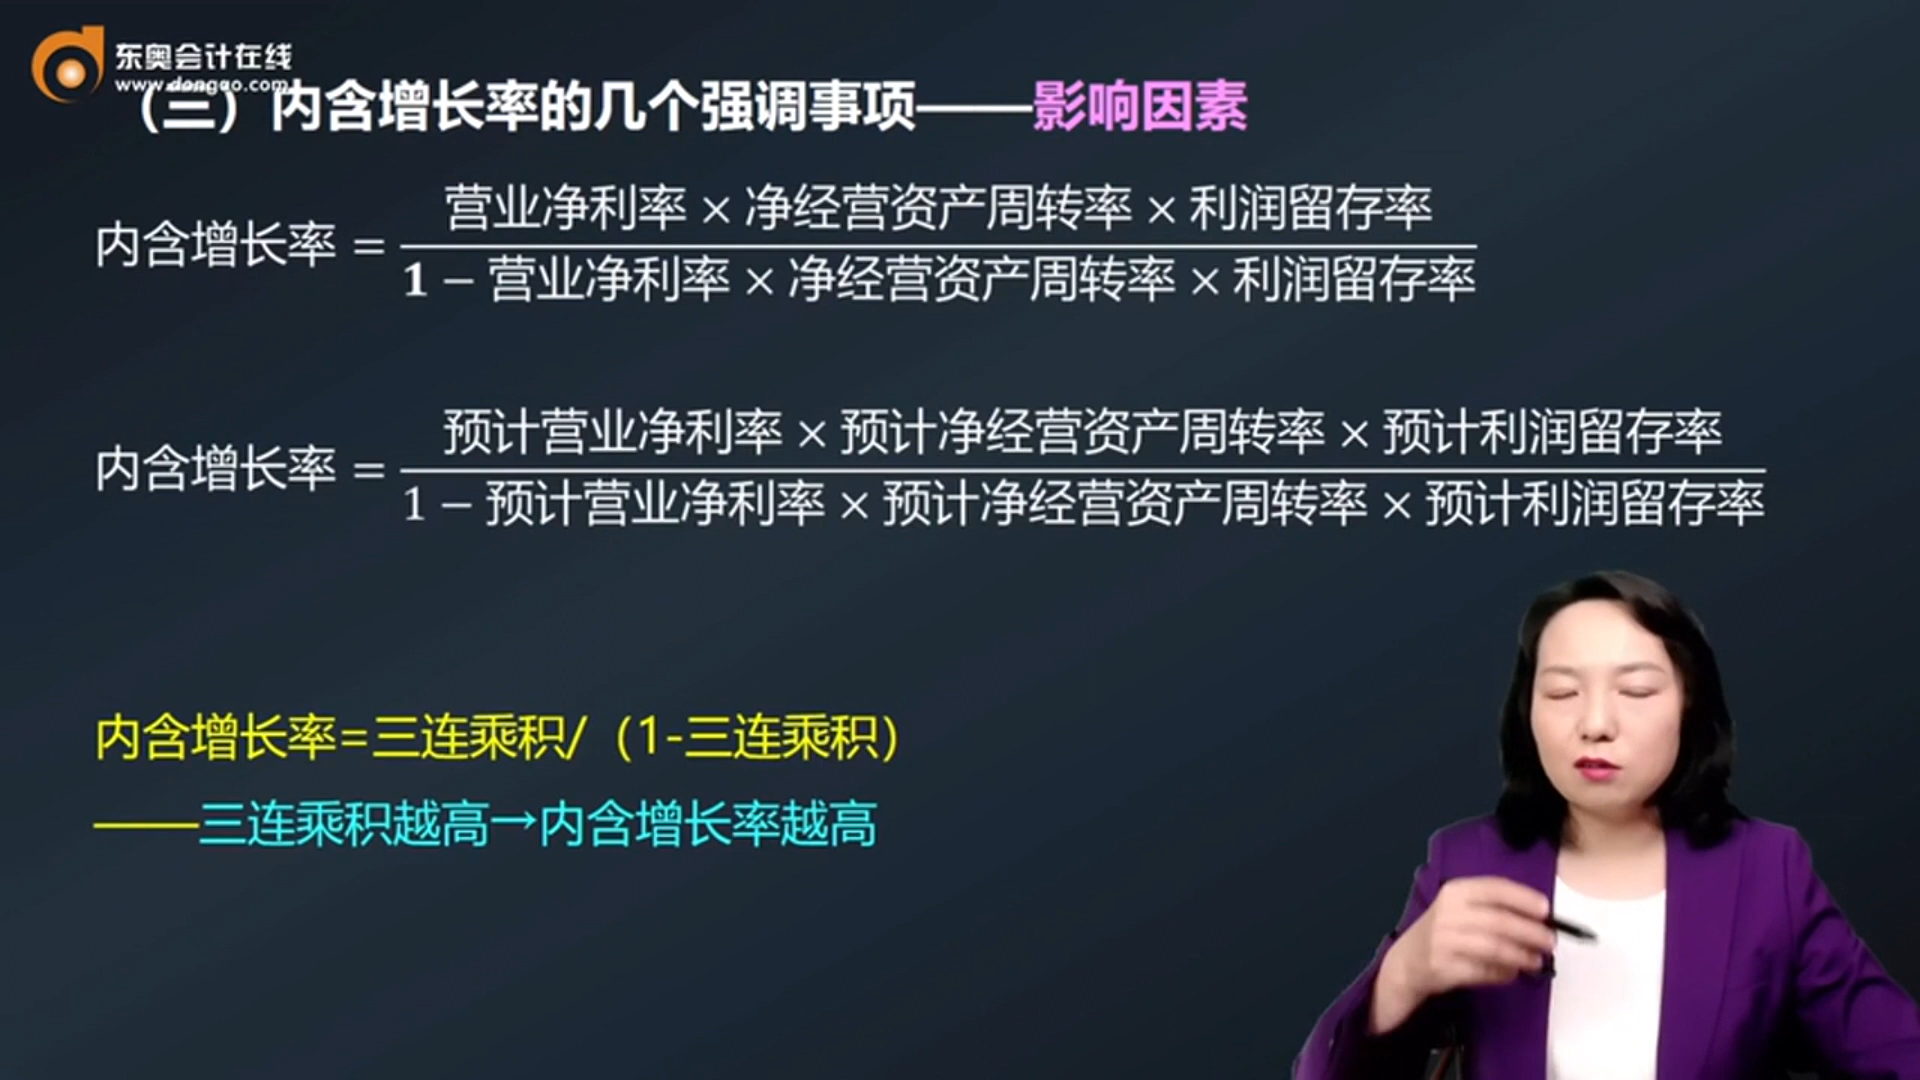 东奥会计在线
www.dongao.com
（三）内含增长率的几个强调事项——影响因素
内含增长率 = 营业净利率 × 净经营资产周转率 × 利润留存率
1 − 营业净利率 × 净经营资产周转率 × 利润留存率
内含增长率 = 预计营业净利率 × 预计净经营资产周转率 × 预计利润留存率
1 − 预计营业净利率 × 预计净经营资产周转率 × 预计利润留存率
内含增长率=三连乘积/（1-三连乘积）
——三连乘积越高→内含增长率越高